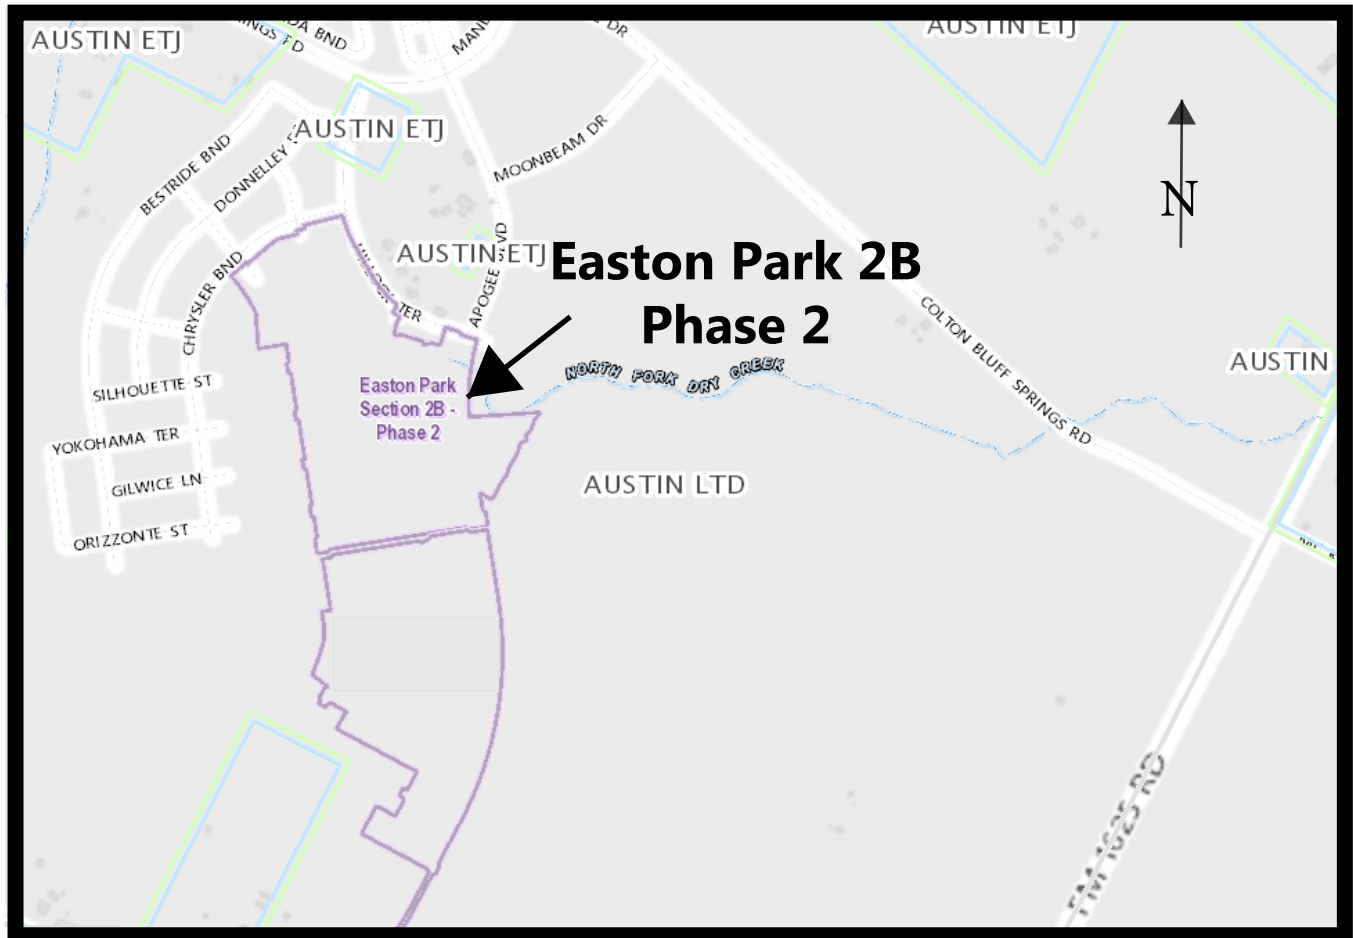 AUSTIN ETJ
BND
DR
AUSTIN ETJ
AUSTIN ETJ
MOONBEAM DR
BESTRIDE BND
DONNELLEY
N
AUSTIN ETJ
Easton Park 2B
Phase 2
CHRYSLER BND
TER
APOGEE BLVD
COLTON BLUFF SPRINGS RD
NORTH FORK DRY CREEK
AUSTIN
SILHOUETTE ST
Easton Park
Section 2B -
Phase 2
YOKOHAMA TER
GILWICE LN
AUSTIN LTD
ORIZZONTE ST
FM 1625 RD